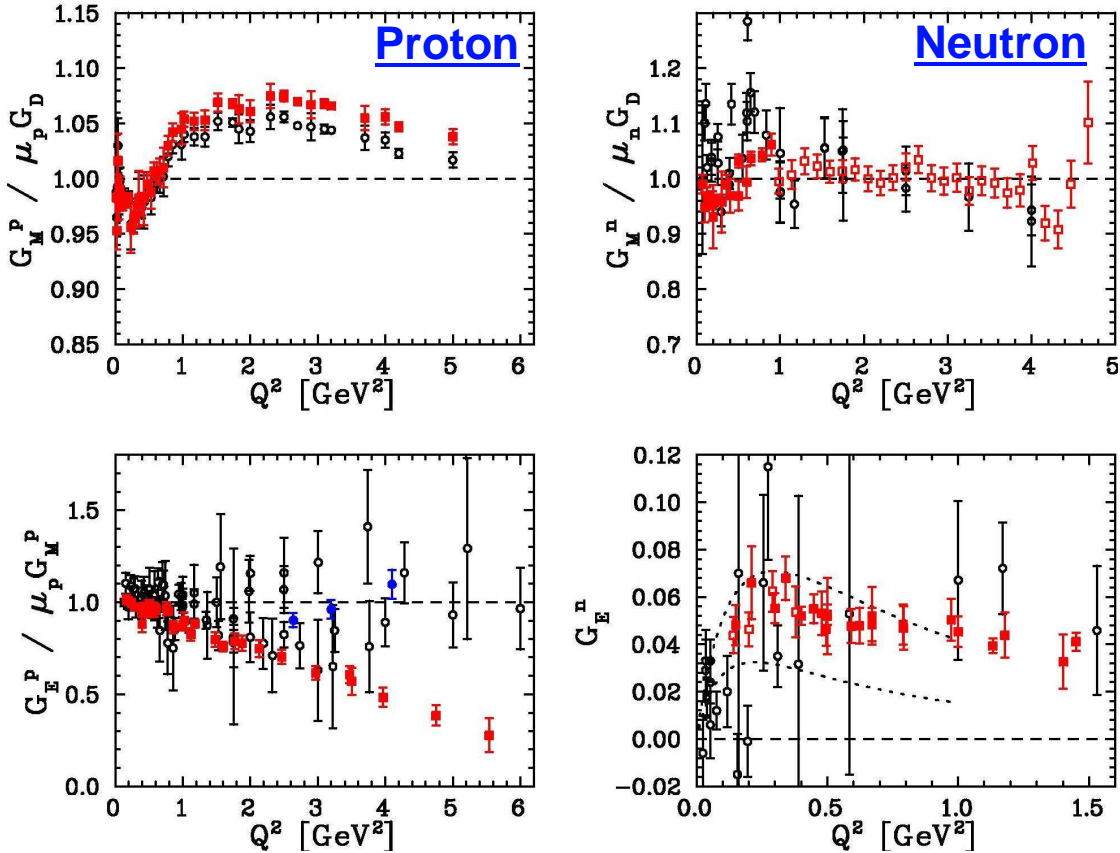 Proton
1.15
1.10
1.05
1.00
0.95
0.90
0.85
G_M^p / μ_p G_D
0 1 2 3 4 5 6
Q² [GeV²]
Neutron
1.2
1.1
1.0
0.9
0.8
0.7
G_M^n / μ_n G_D
0 1 2 3 4 5
Q² [GeV²]
1.5
1.0
0.5
0.0
G_E^p / μ_p G_M^p
0 1 2 3 4 5 6
Q² [GeV²]
0.12
0.10
0.08
0.06
0.04
0.02
0.00
−0.02
G_E^n
0.0 0.5 1.0 1.5
Q² [GeV²]